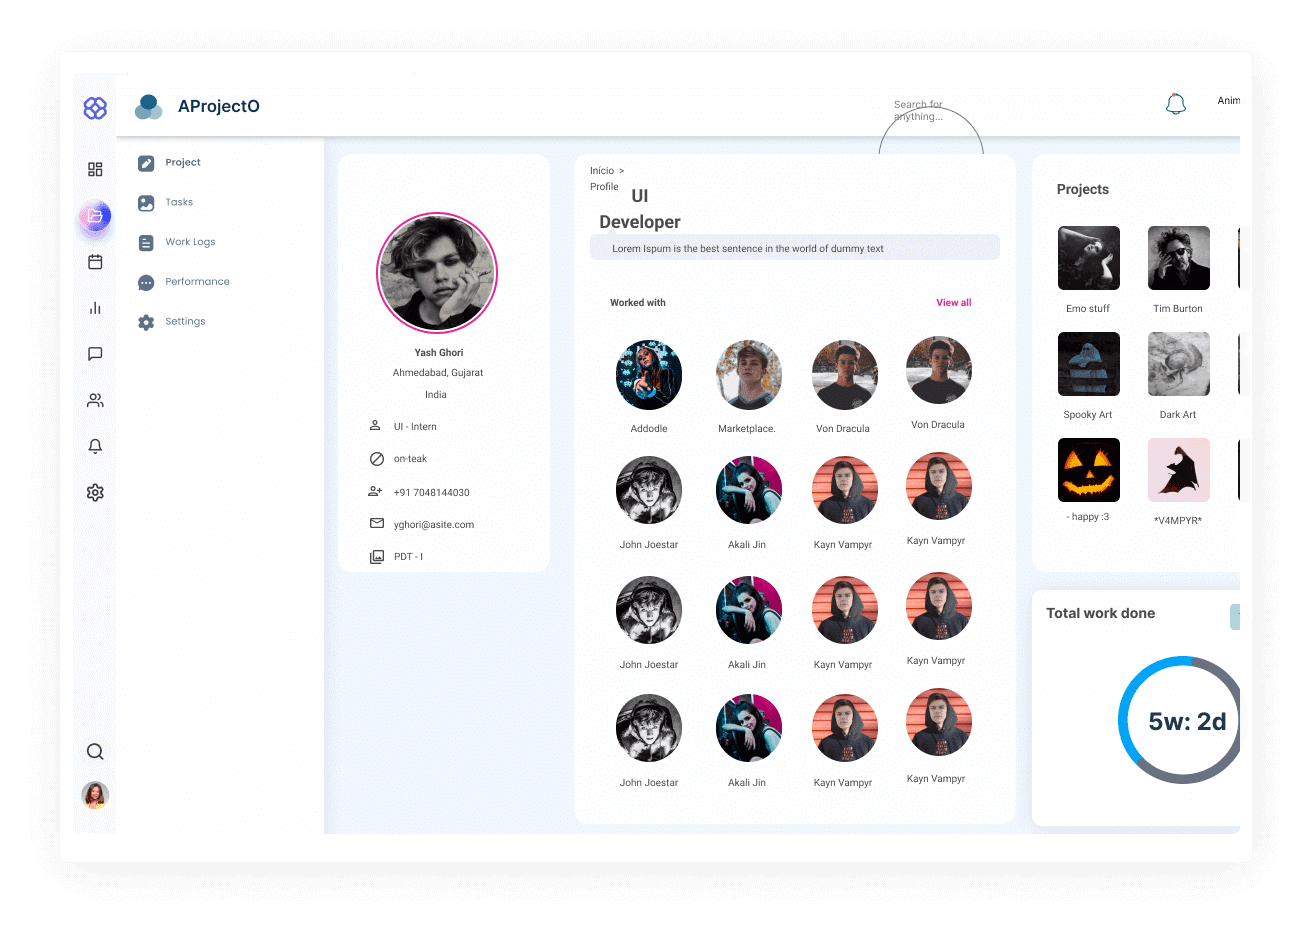 AProjectO
Search for
anything...
Anim
Project
Tasks
Work Logs
Performance
Settings
Yash Ghori
Ahmedabad, Gujarat
India
UI - Intern
on-teak
+91 7048144030
yghori@asite.com
PDT - I
Início >
Profile
UI
Developer
Lorem Ispum is the best sentence in the world of dummy text
Worked with
View all
Addodle
Marketplace.
Von Dracula
Von Dracula
John Joestar
Akali Jin
Kayn Vampyr
Kayn Vampyr
John Joestar
Akali Jin
Kayn Vampyr
Kayn Vampyr
John Joestar
Akali Jin
Kayn Vampyr
Kayn Vampyr
Projects
Emo stuff
Tim Burton
Spooky Art
Dark Art
- happy :3
*V4MPYR*
Total work done
5w: 2d